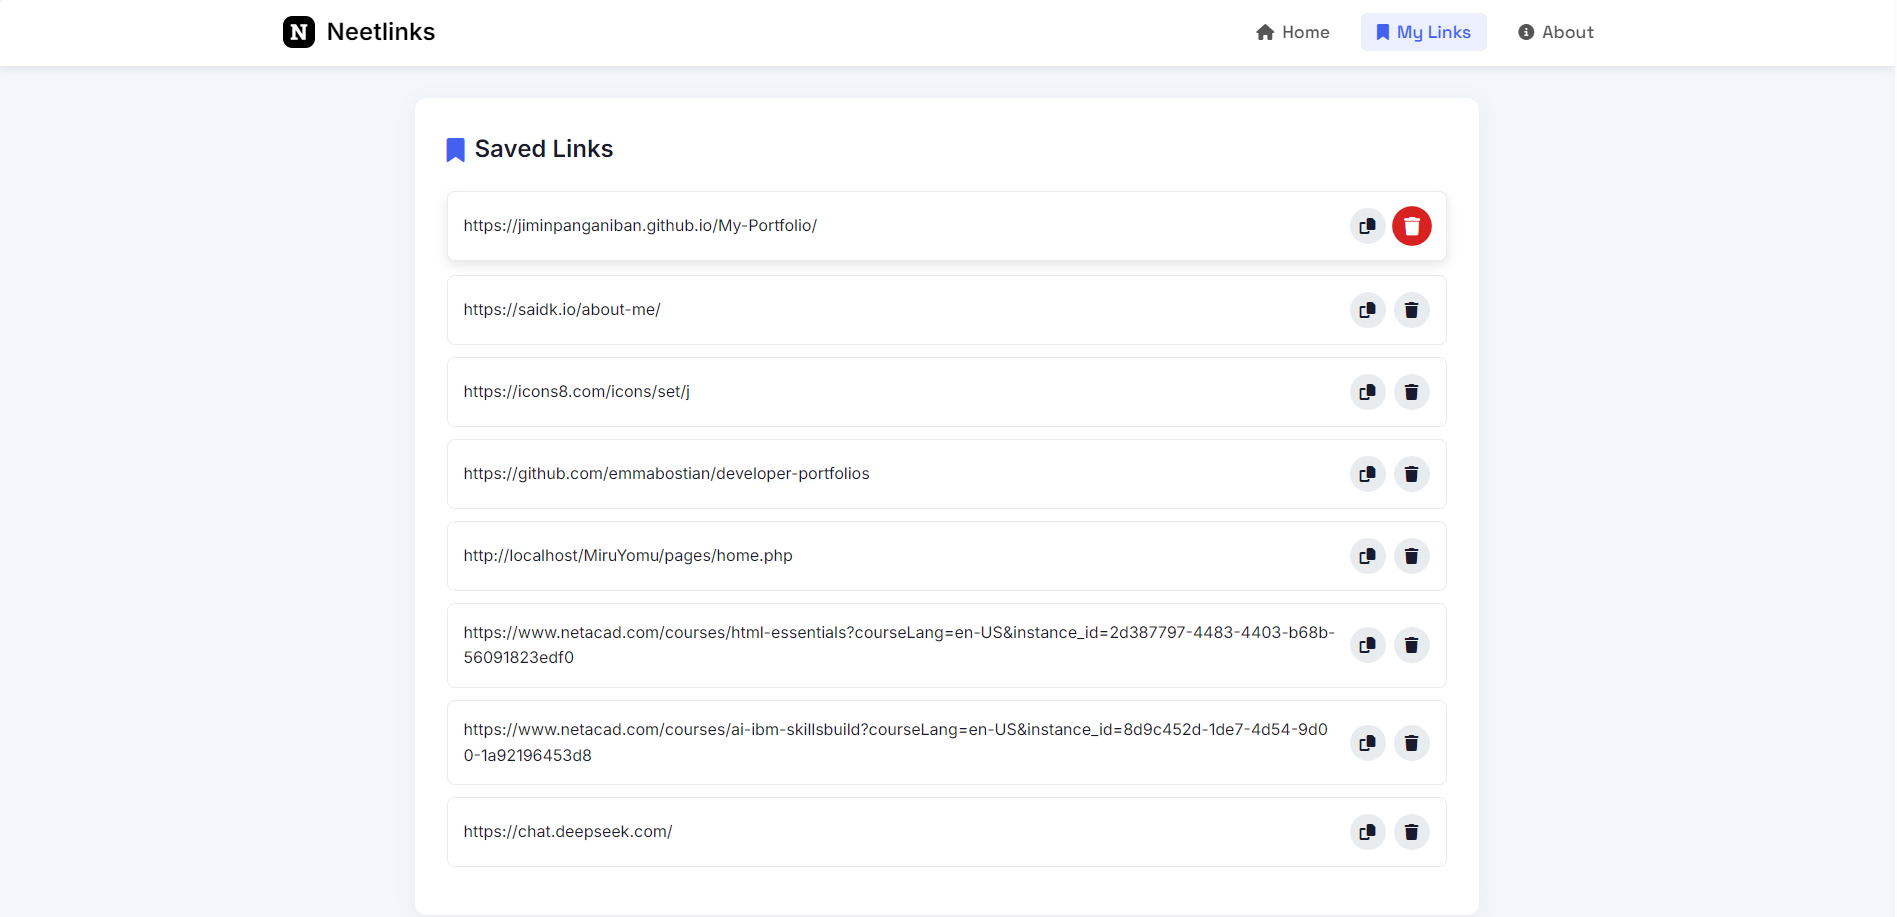 N Neetlinks
Home
My Links
About
Saved Links
https://jiminpanganiban.github.io/My-Portfolio/
https://saidk.io/about-me/
https://icons8.com/icons/set/j
https://github.com/emmabostian/developer-portfolios
http://localhost/MiruYomu/pages/home.php
https://www.netacad.com/courses/html-essentials?courseLang=en-US&instance_id=2d387797-4483-4403-b68b-
56091823edf0
https://www.netacad.com/courses/ai-ibm-skillsbuild?courseLang=en-US&instance_id=8d9c452d-1de7-4d54-9d0
0-1a92196453d8
https://chat.deepseek.com/